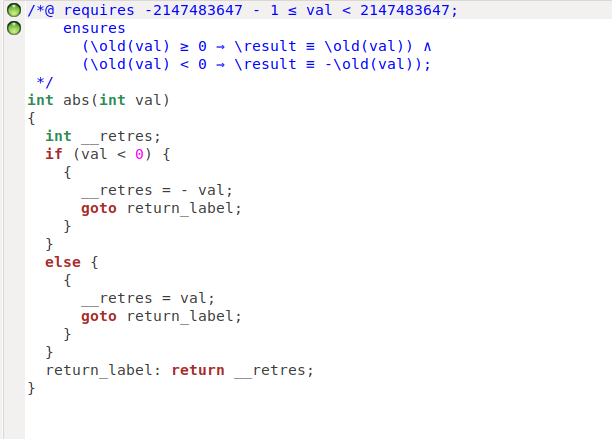 /*@ requires -2147483647 - 1 ≤ val < 2147483647;
    ensures
      (\old(val) ≥ 0 ⇒ \result ≡ \old(val)) ∧
      (\old(val) < 0 ⇒ \result ≡ -\old(val));
 */
int abs(int val)
{
  int __retres;
  if (val < 0) {
    {
      __retres = - val;
      goto return_label;
    }
  }
  else {
    {
      __retres = val;
      goto return_label;
    }
  }
  return_label: return __retres;
}